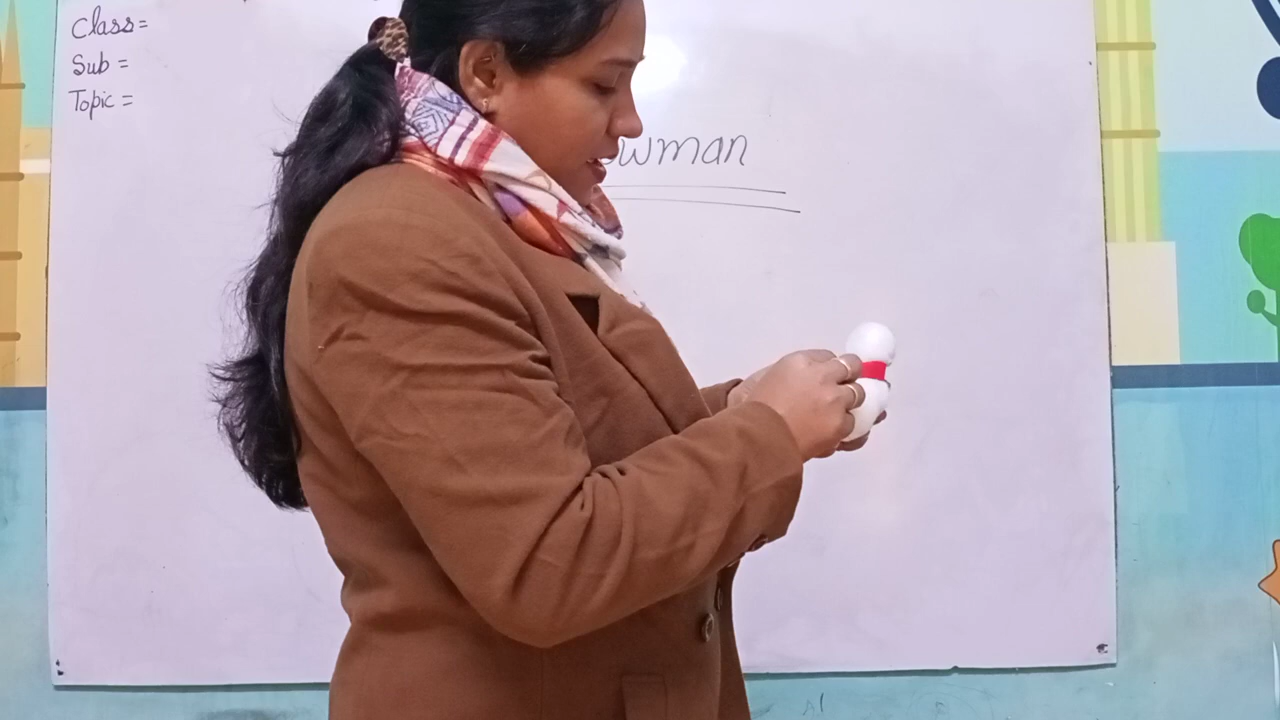 Class=
Sub =
Topic =
owman